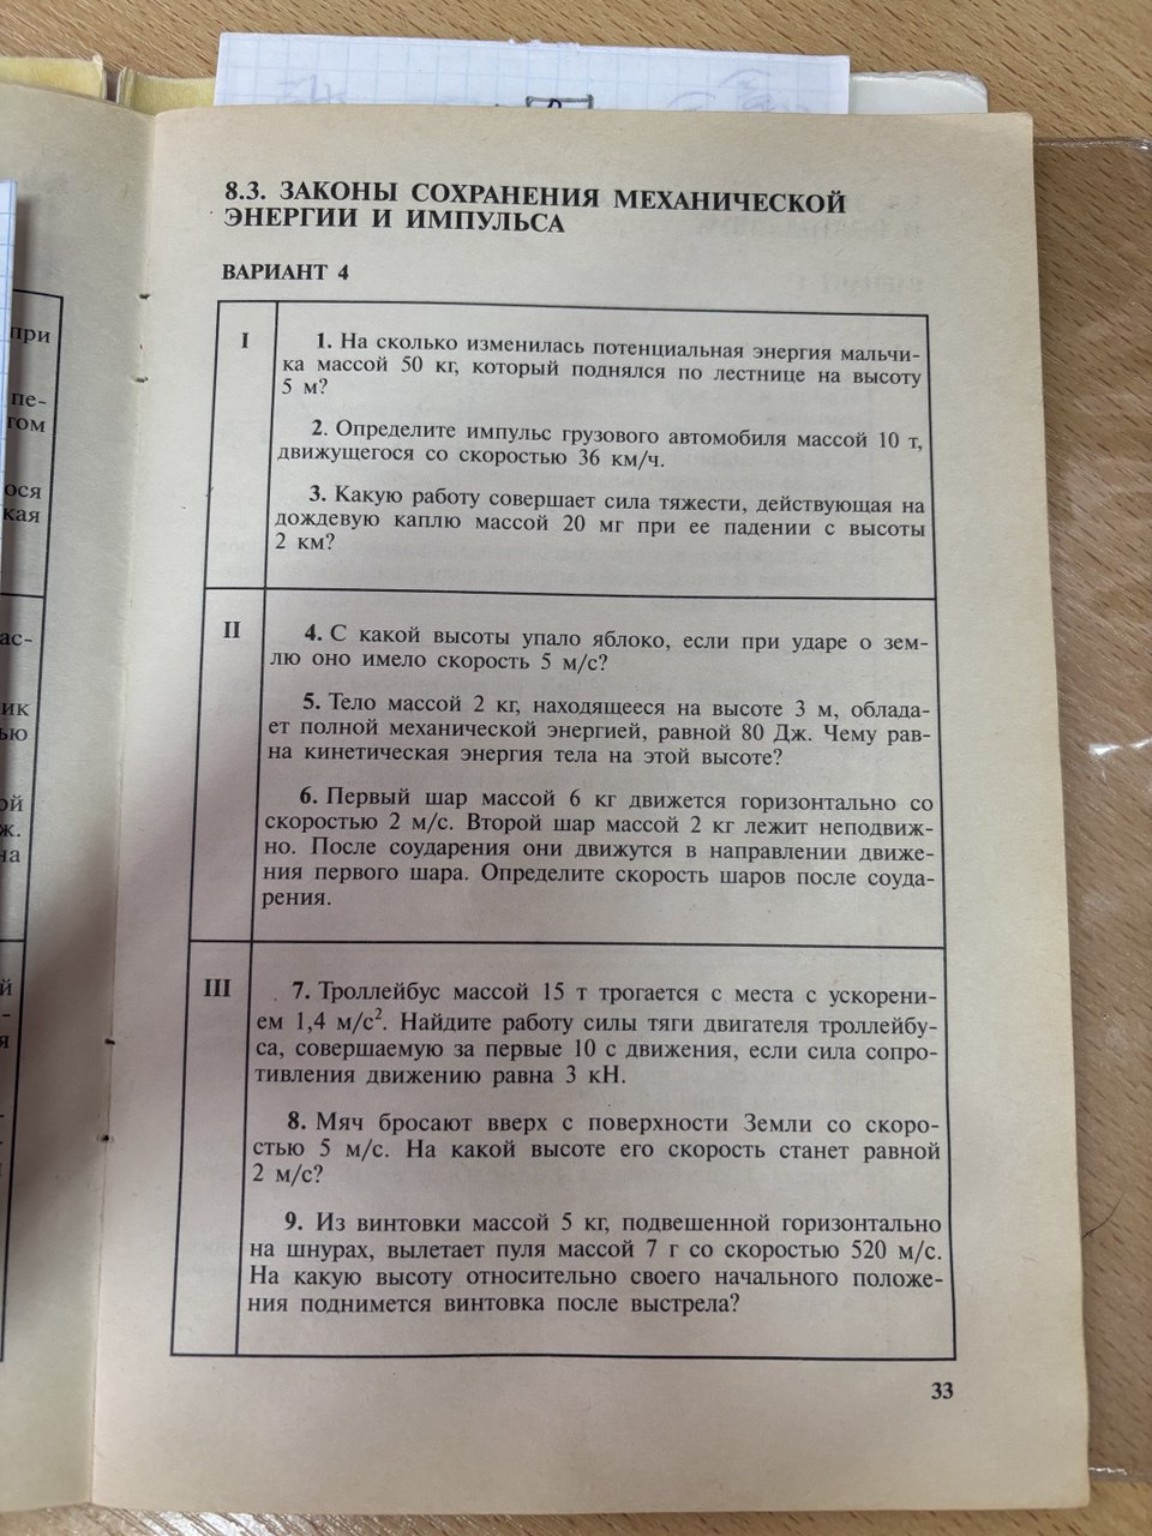 8.3. ЗАКОНЫ СОХРАНЕНИЯ МЕХАНИЧЕСКОЙ
ЭНЕРГИИ И ИМПУЛЬСА
ВАРИАНТ 4
I
1. На сколько изменилась потенциальная энергия мальчи-
ка массой 50 кг, который поднялся по лестнице на высоту
5 м?
2. Определите импульс грузового автомобиля массой 10 т,
движущегося со скоростью 36 км/ч.
3. Какую работу совершает сила тяжести, действующая на
дождевую каплю массой 20 мг при ее падении с высоты
2 км?
II
4. С какой высоты упало яблоко, если при ударе о зем-
лю оно имело скорость 5 м/с?
5. Тело массой 2 кг, находящееся на высоте 3 м, облада-
ет полной механической энергией, равной 80 Дж. Чему рав-
на кинетическая энергия тела на этой высоте?
6. Первый шар массой 6 кг движется горизонтально со
скоростью 2 м/с. Второй шар массой 2 кг лежит неподвиж-
но. После соударения они движутся в направлении движе-
ния первого шара. Определите скорость шаров после соуда-
рения.
III
7. Троллейбус массой 15 т трогается с места с ускорени-
ем 1,4 м/с². Найдите работу силы тяги двигателя троллейбу-
са, совершаемую за первые 10 с движения, если сила сопро-
тивления движению равна 3 кН.
8. Мяч бросают вверх с поверхности Земли со скоро-
стью 5 м/с. На какой высоте его скорость станет равной
2 м/с?
9. Из винтовки массой 5 кг, подвешенной горизонтально
на шнурах, вылетает пуля массой 7 г со скоростью 520 м/с.
На какую высоту относительно своего начального положе-
ния поднимется винтовка после выстрела?
33